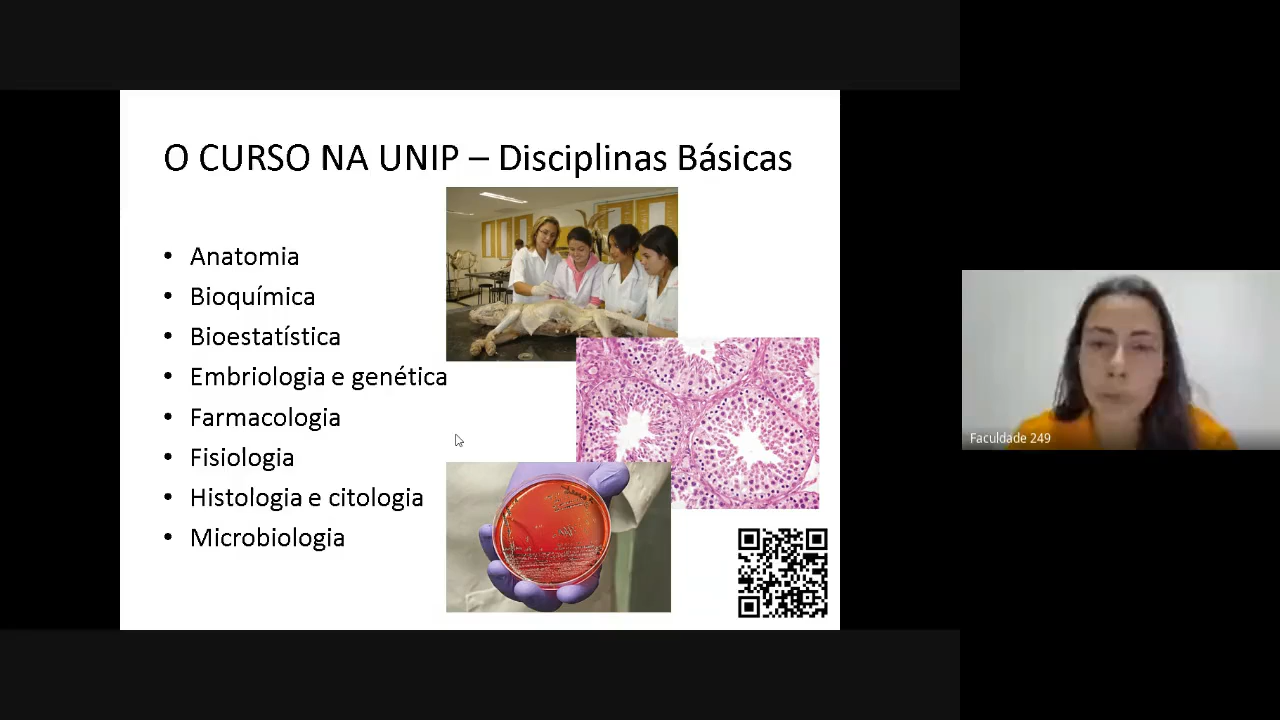 O CURSO NA UNIP – Disciplinas Básicas
• Anatomia
• Bioquímica
• Bioestatística
• Embriologia e genética
• Farmacologia
• Fisiologia
• Histologia e citologia
• Microbiologia
Faculdade 249